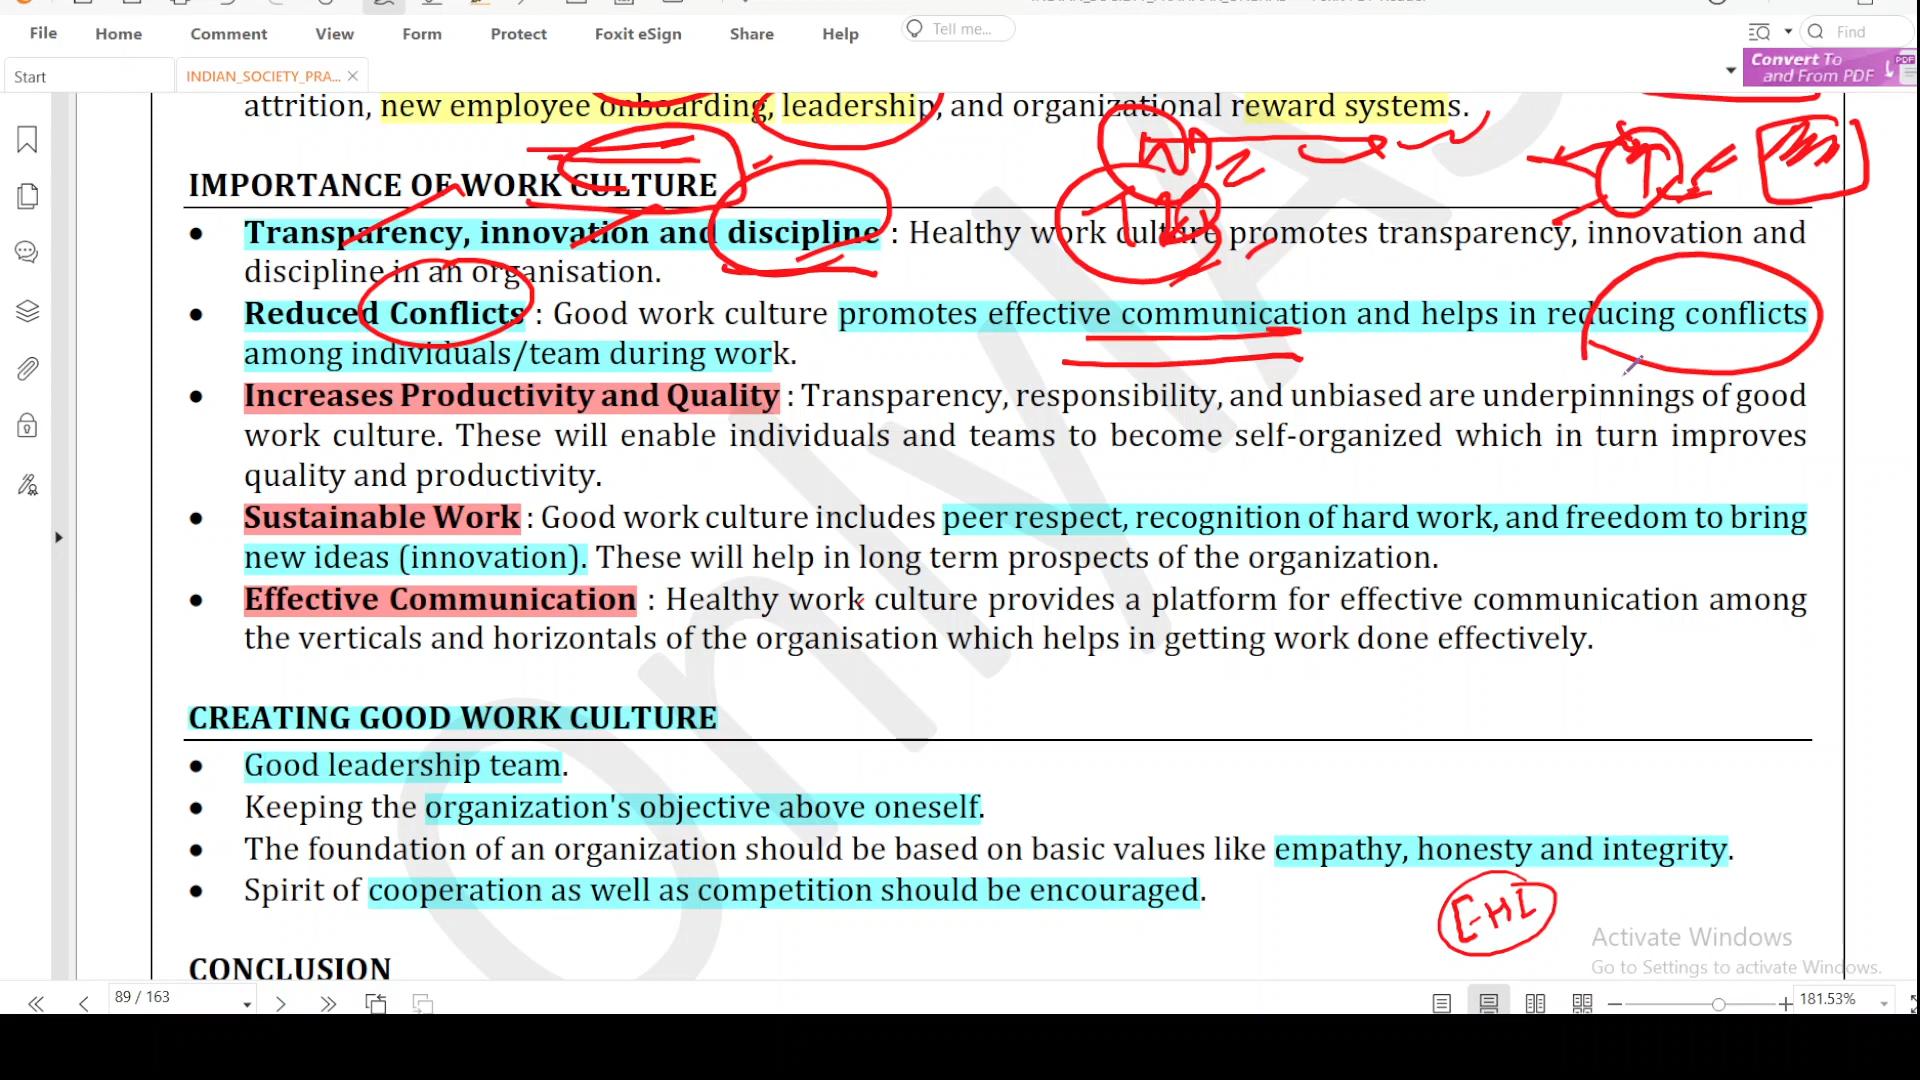 File Home Comment View Form Protect Foxit eSign Share Help Tell me... Find
Start INDIAN_SOCIETY_PRA... Convert To and From PDF PDF
attrition, new employee onboarding, leadership, and organizational reward systems.
IMPORTANCE OF WORK CULTURE
• Transparency, innovation and discipline : Healthy work culture promotes transparency, innovation and
discipline in an organisation.
• Reduced Conflicts : Good work culture promotes effective communication and helps in reducing conflicts
among individuals/team during work.
• Increases Productivity and Quality : Transparency, responsibility, and unbiased are underpinnings of good
work culture. These will enable individuals and teams to become self-organized which in turn improves
quality and productivity.
• Sustainable Work : Good work culture includes peer respect, recognition of hard work, and freedom to bring
new ideas (innovation). These will help in long term prospects of the organization.
• Effective Communication : Healthy work culture provides a platform for effective communication among
the verticals and horizontals of the organisation which helps in getting work done effectively.
CREATING GOOD WORK CULTURE
• Good leadership team.
• Keeping the organization's objective above oneself.
• The foundation of an organization should be based on basic values like empathy, honesty and integrity.
• Spirit of cooperation as well as competition should be encouraged.
EHI
CONCLUSION
Activate Windows
Go to Settings to activate Windows.
89 / 163 181.53%